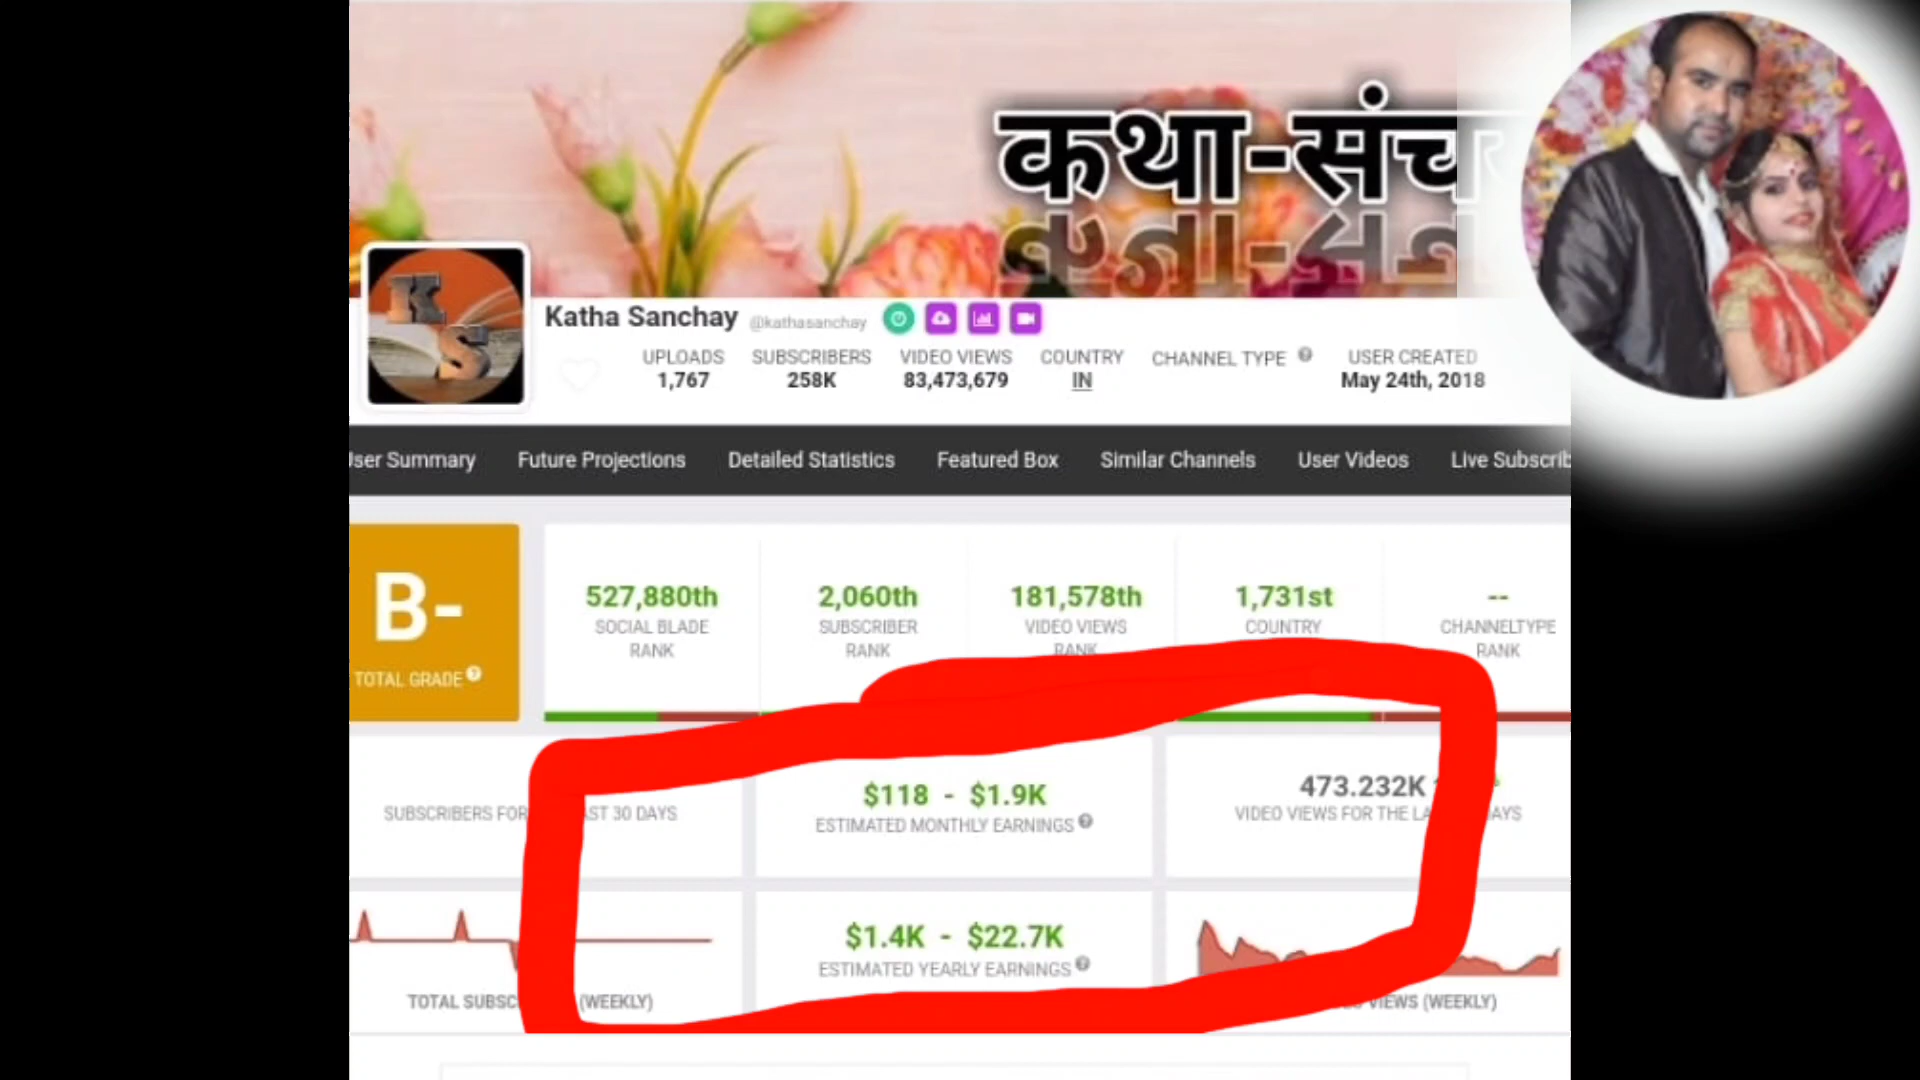 कथा-संच
Katha Sanchay @kathasanchay
UPLOADS SUBSCRIBERS VIDEO VIEWS COUNTRY CHANNEL TYPE USER CREATED
1,767 258K 83,473,679 IN May 24th, 2018
User Summary Future Projections Detailed Statistics Featured Box Similar Channels User Videos Live Subscrib
B-
TOTAL GRADE
527,880th 2,060th 181,578th 1,731st --
SOCIAL BLADE SUBSCRIBER VIDEO VIEWS COUNTRY CHANNELTYPE
RANK RANK RANK RANK
SUBSCRIBERS FOR AST 30 DAYS
$118 - $1.9K
ESTIMATED MONTHLY EARNINGS
473.232K
VIDEO VIEWS FOR THE LA AYS
$1.4K - $22.7K
ESTIMATED YEARLY EARNINGS
TOTAL SUBSC (WEEKLY)
VIEWS (WEEKLY)